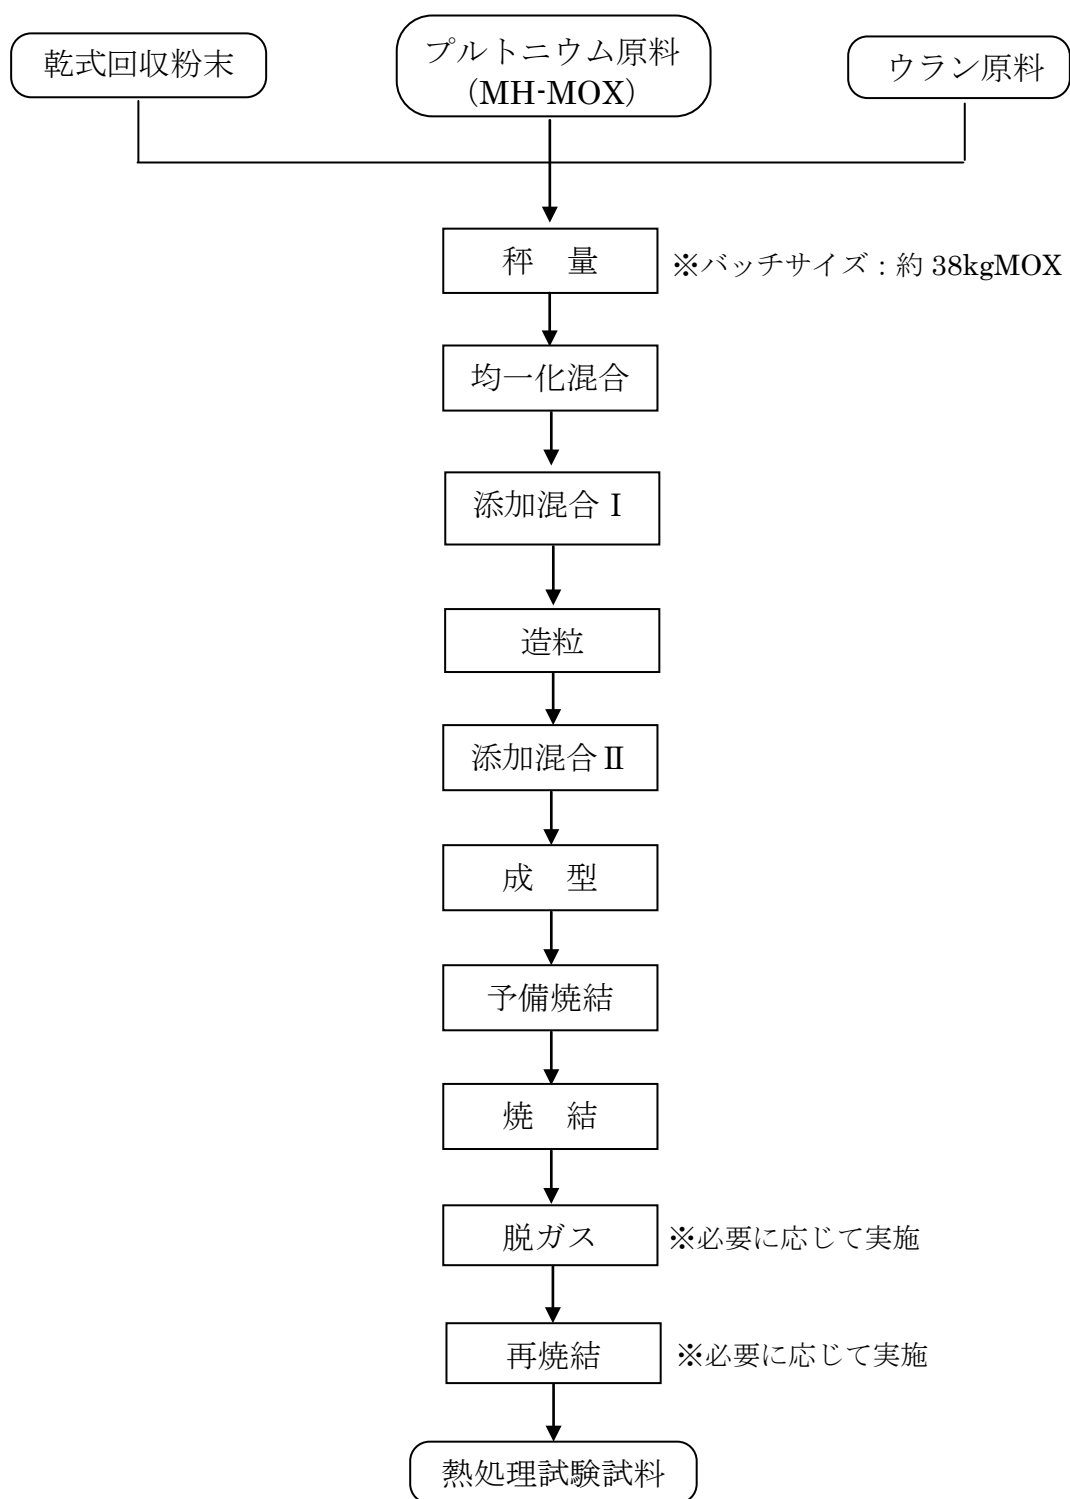 乾式回収粉末
プルトニウム原料
(MH-MOX)
ウラン原料
秤　量
※バッチサイズ：約 38kgMOX
均一化混合
添加混合Ⅰ
造粒
添加混合Ⅱ
成　型
予備焼結
焼　結
脱ガス
※必要に応じて実施
再焼結
※必要に応じて実施
熱処理試験試料